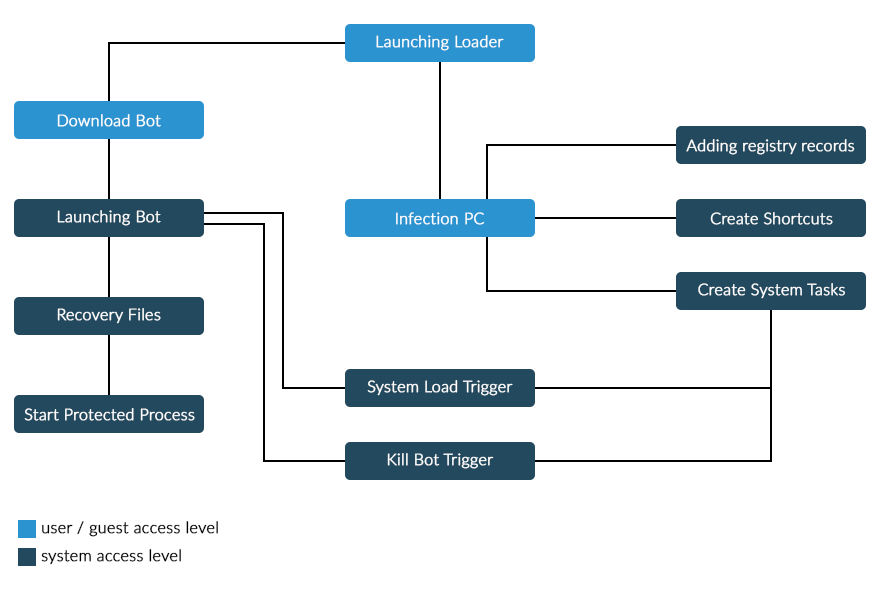 Launching Loader
Download Bot
Adding registry records
Launching Bot
Infection PC
Create Shortcuts
Create System Tasks
Recovery Files
System Load Trigger
Start Protected Process
Kill Bot Trigger
user / guest access level
system access level